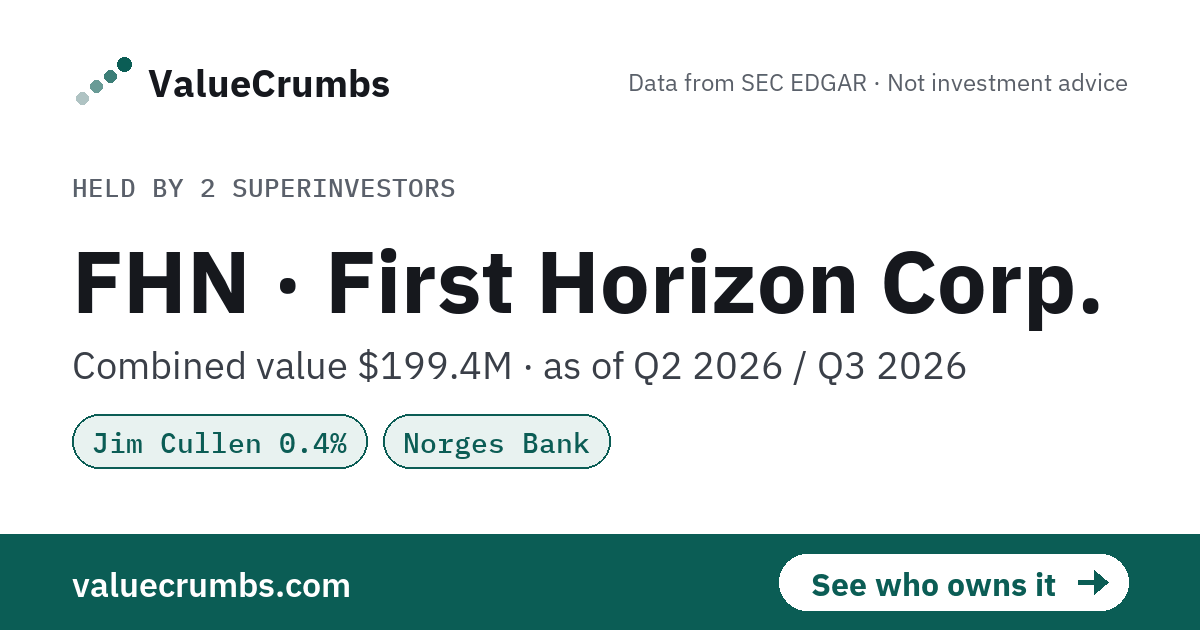 ValueCrumbs
Data from SEC EDGAR · Not investment advice
HELD BY 2 SUPERINVESTORS
FHN · First Horizon Corp.
Combined value $199.4M · as of Q2 2026 / Q3 2026
Jim Cullen 0.4%
Norges Bank
valuecrumbs.com
See who owns it →